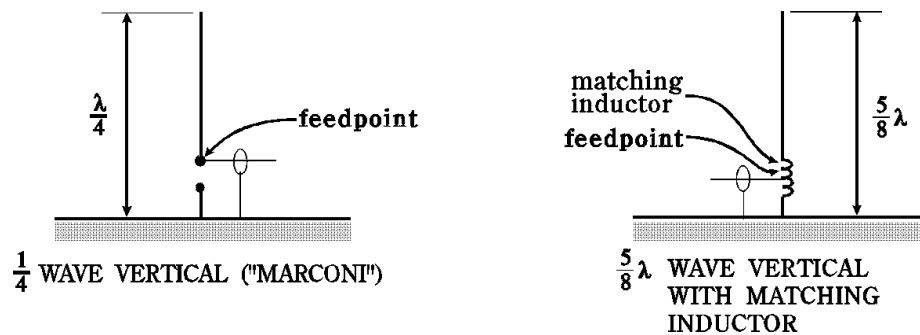 λ/4
feedpoint
1/4 WAVE VERTICAL ("MARCONI")
matching
inductor
feedpoint
5/8 λ
5/8 λ WAVE VERTICAL
WITH MATCHING
INDUCTOR